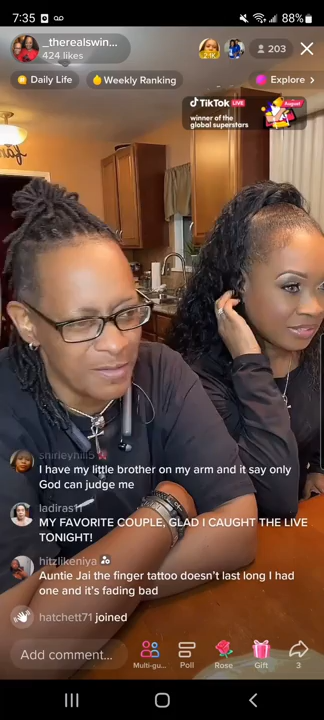 7:35
88%
_therealswin...
424 likes
2.1K
203
Daily Life
Weekly Ranking
Explore
TikTok LIVE
August
winner of the
global superstars
shirleyhill5
I have my little brother on my arm and it say only
God can judge me
ladiras11
MY FAVORITE COUPLE, GLAD I CAUGHT THE LIVE
TONIGHT!
hitzlikeniya
Auntie Jai the finger tattoo doesn't last long I had
one and it's fading bad
hatchett71 joined
Add comment...
Multi-gu...
Poll
Rose
Gift
3